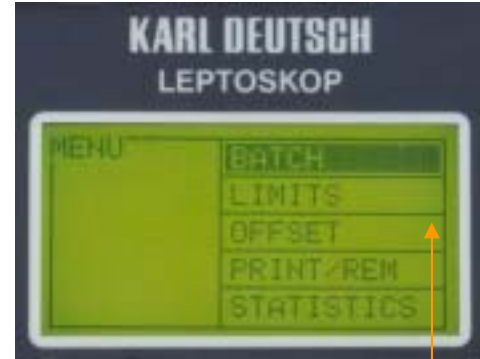 KARL DEUTSCH
LEPTOSKOP
MENU
BATCH
LIMITS
OFFSET
PRINT/REM
STATISTICS